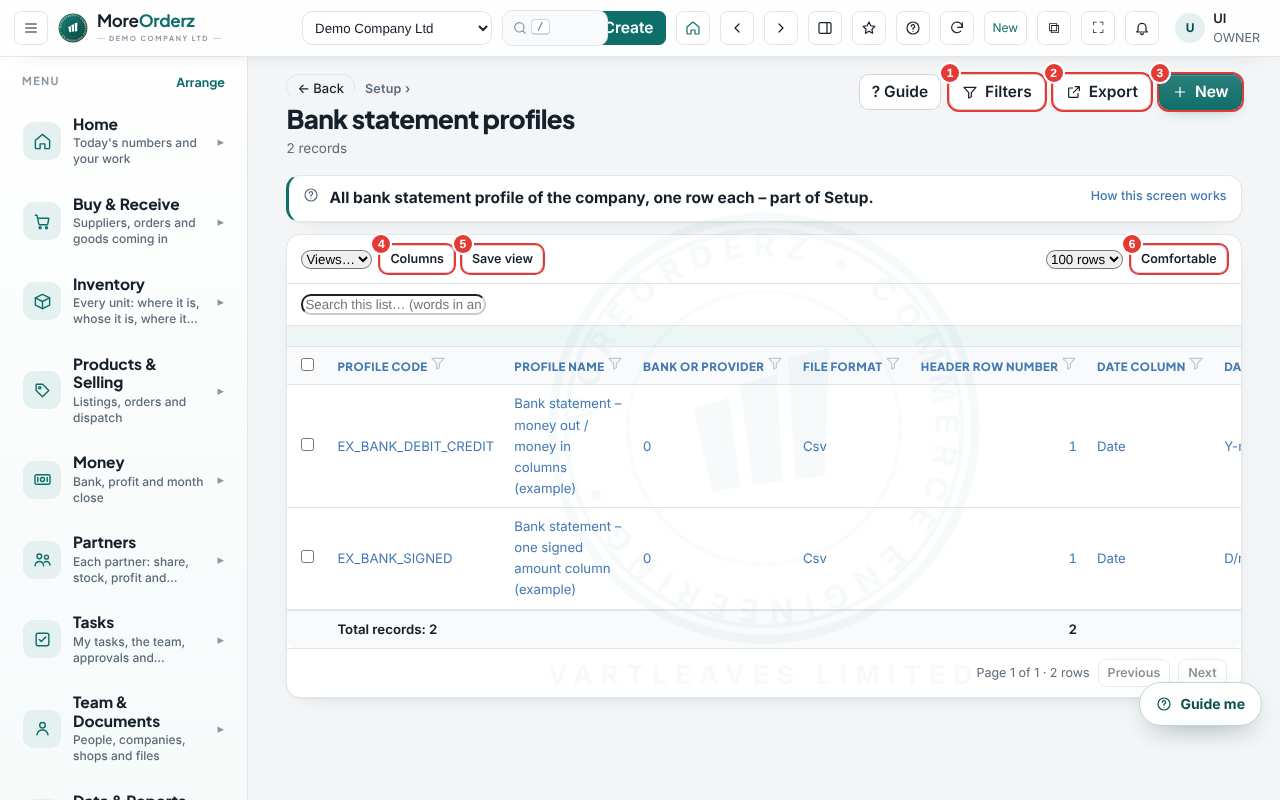 MoreOrderz
— DEMO COMPANY LTD —
Demo Company Ltd
/
Create
New
U
UI
OWNER
MENU
Arrange
Home
Today's numbers and
your work
Buy & Receive
Suppliers, orders and
goods coming in
Inventory
Every unit: where it is,
whose it is, where it...
Products &
Selling
Listings, orders and
dispatch
Money
Bank, profit and month
close
Partners
Each partner: share,
stock, profit and...
Tasks
My tasks, the team,
approvals and...
Team &
Documents
People, companies,
shops and files
Data & Reports
← Back
Setup ›
? Guide
1
Filters
2
Export
3
+ New
Bank statement profiles
2 records
All bank statement profile of the company, one row each – part of Setup.
How this screen works
Views...
4
Columns
5
Save view
100 rows
6
Comfortable
Search this list... (words in an
PROFILE CODE
PROFILE NAME
BANK OR PROVIDER
FILE FORMAT
HEADER ROW NUMBER
DATE COLUMN
DA
EX_BANK_DEBIT_CREDIT
Bank statement –
money out /
money in
columns
(example)
0
Csv
1
Date
EX_BANK_SIGNED
Bank statement –
one signed
amount column
(example)
0
Csv
1
Date
Total records: 2
2
MOREORDERZ • COMMERCE ENGINEERING •
VARTLEAVES LIMITED
Page 1 of 1 · 2 rows
Previous
Next
Guide me